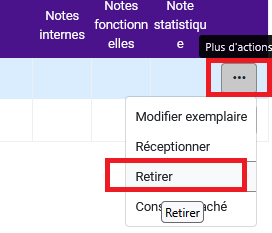 Notes
internes
Notes
fonctionn
elles
Note
statistiqu
e
Plus d'actions
...
Modifier exemplaire
Réceptionner
Retirer
Retirer